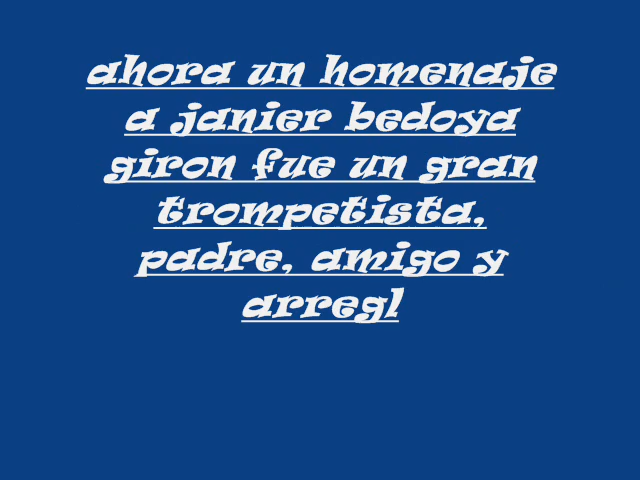 ahora un homenaje
a janier bedoya
giron fue un gran
trompetista,
padre, amigo y
arregl